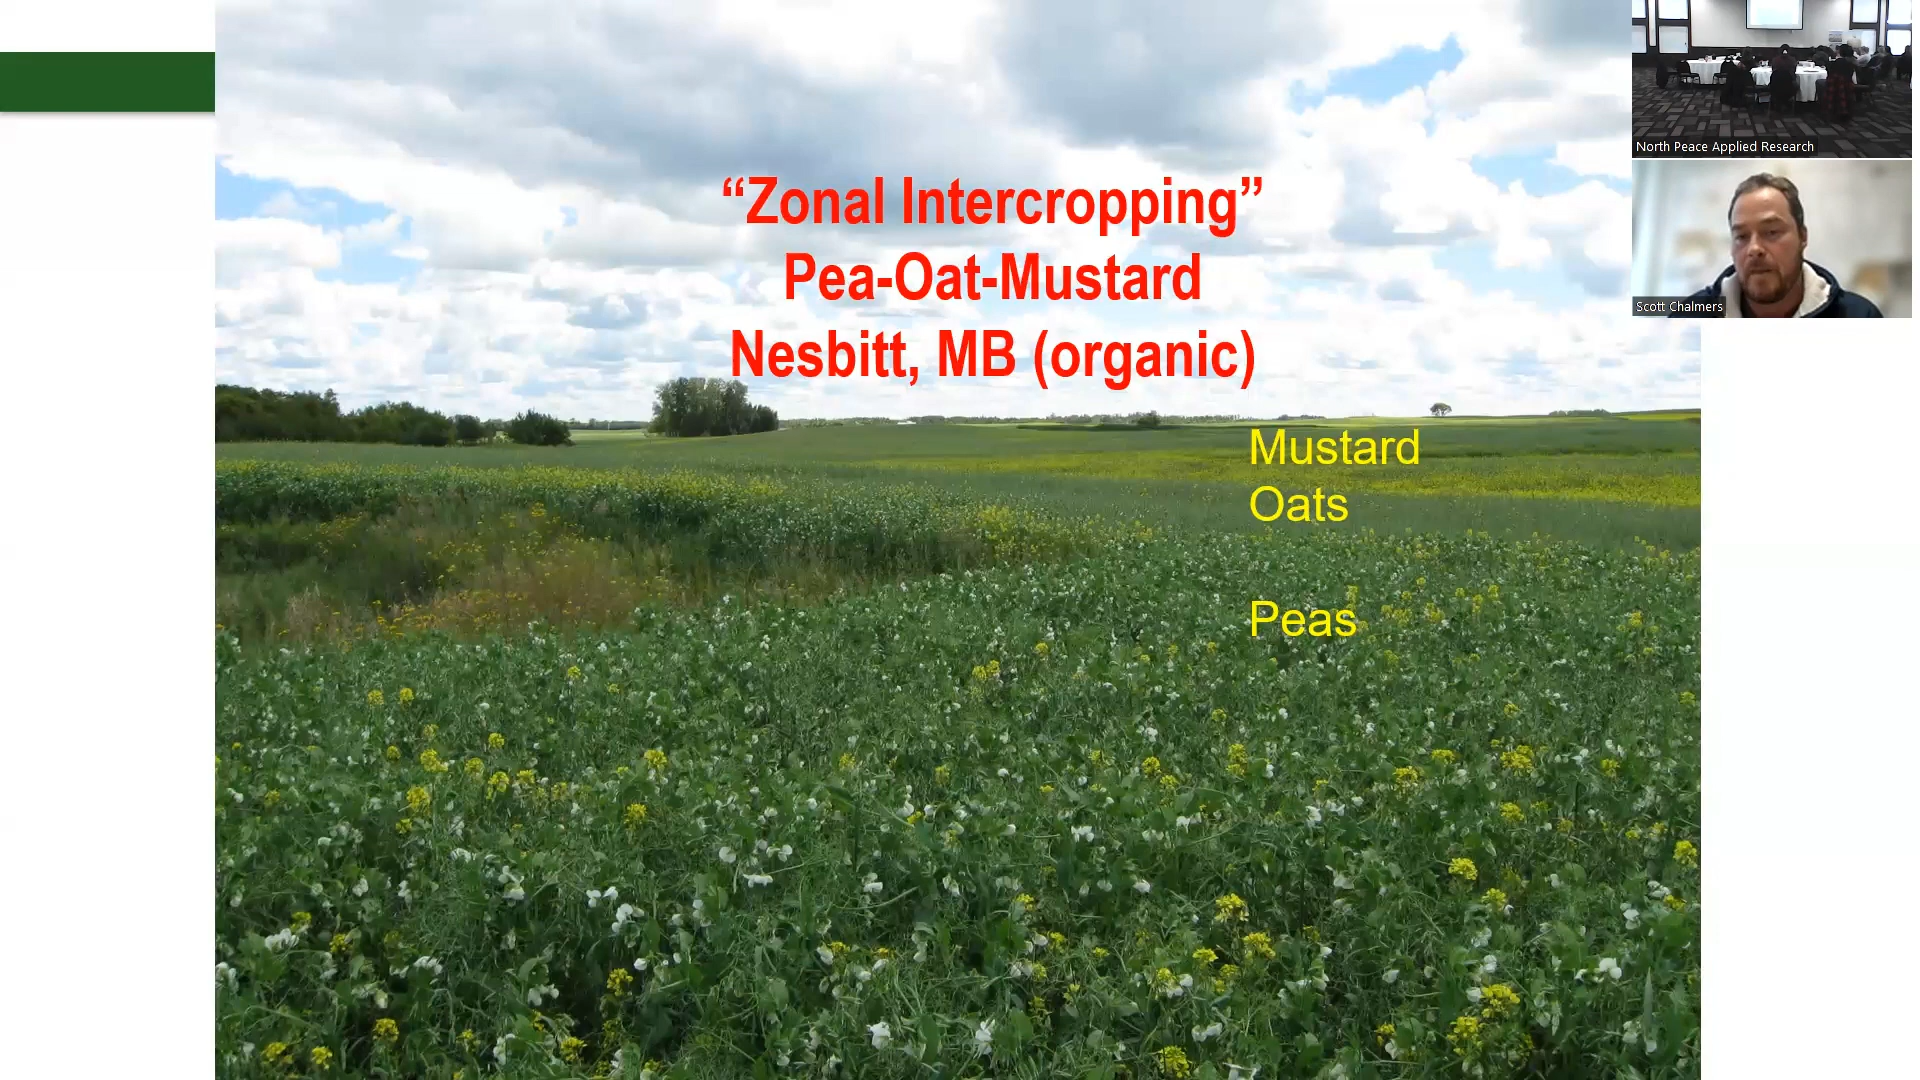 “Zonal Intercropping”
Pea-Oat-Mustard
Nesbitt, MB (organic)
Mustard
Oats
Peas
North Peace Applied Research
Scott Chalmers